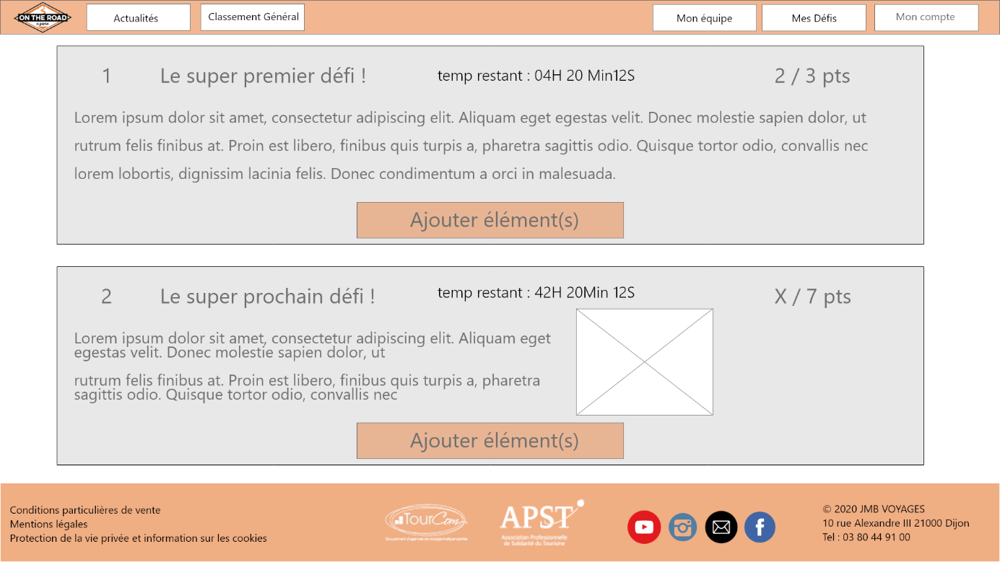 ON THE ROAD
a game
Actualités
Classement Général
Mon équipe
Mes Défis
Mon compte
1
Le super premier défi !
temp restant : 04H 20 Min12S
2 / 3 pts
Lorem ipsum dolor sit amet, consectetur adipiscing elit. Aliquam eget egestas velit. Donec molestie sapien dolor, ut
rutrum felis finibus at. Proin est libero, finibus quis turpis a, pharetra sagittis odio. Quisque tortor odio, convallis nec
lorem lobortis, dignissim lacinia felis. Donec condimentum a orci in malesuada.
Ajouter élément(s)
2
Le super prochain défi !
temp restant : 42H 20Min 12S
X / 7 pts
Lorem ipsum dolor sit amet, consectetur adipiscing elit. Aliquam eget
egestas velit. Donec molestie sapien dolor, ut
rutrum felis finibus at. Proin est libero, finibus quis turpis a, pharetra
sagittis odio. Quisque tortor odio, convallis nec
Ajouter élément(s)
Conditions particulières de vente
Mentions légales
Protection de la vie privée et information sur les cookies
TourCom
Groupement d'agences de voyages indépendantes
APST
Association Professionnelle
de Solidarité du Tourisme
© 2020 JMB VOYAGES
10 rue Alexandre III 21000 Dijon
Tel : 03 80 44 91 00